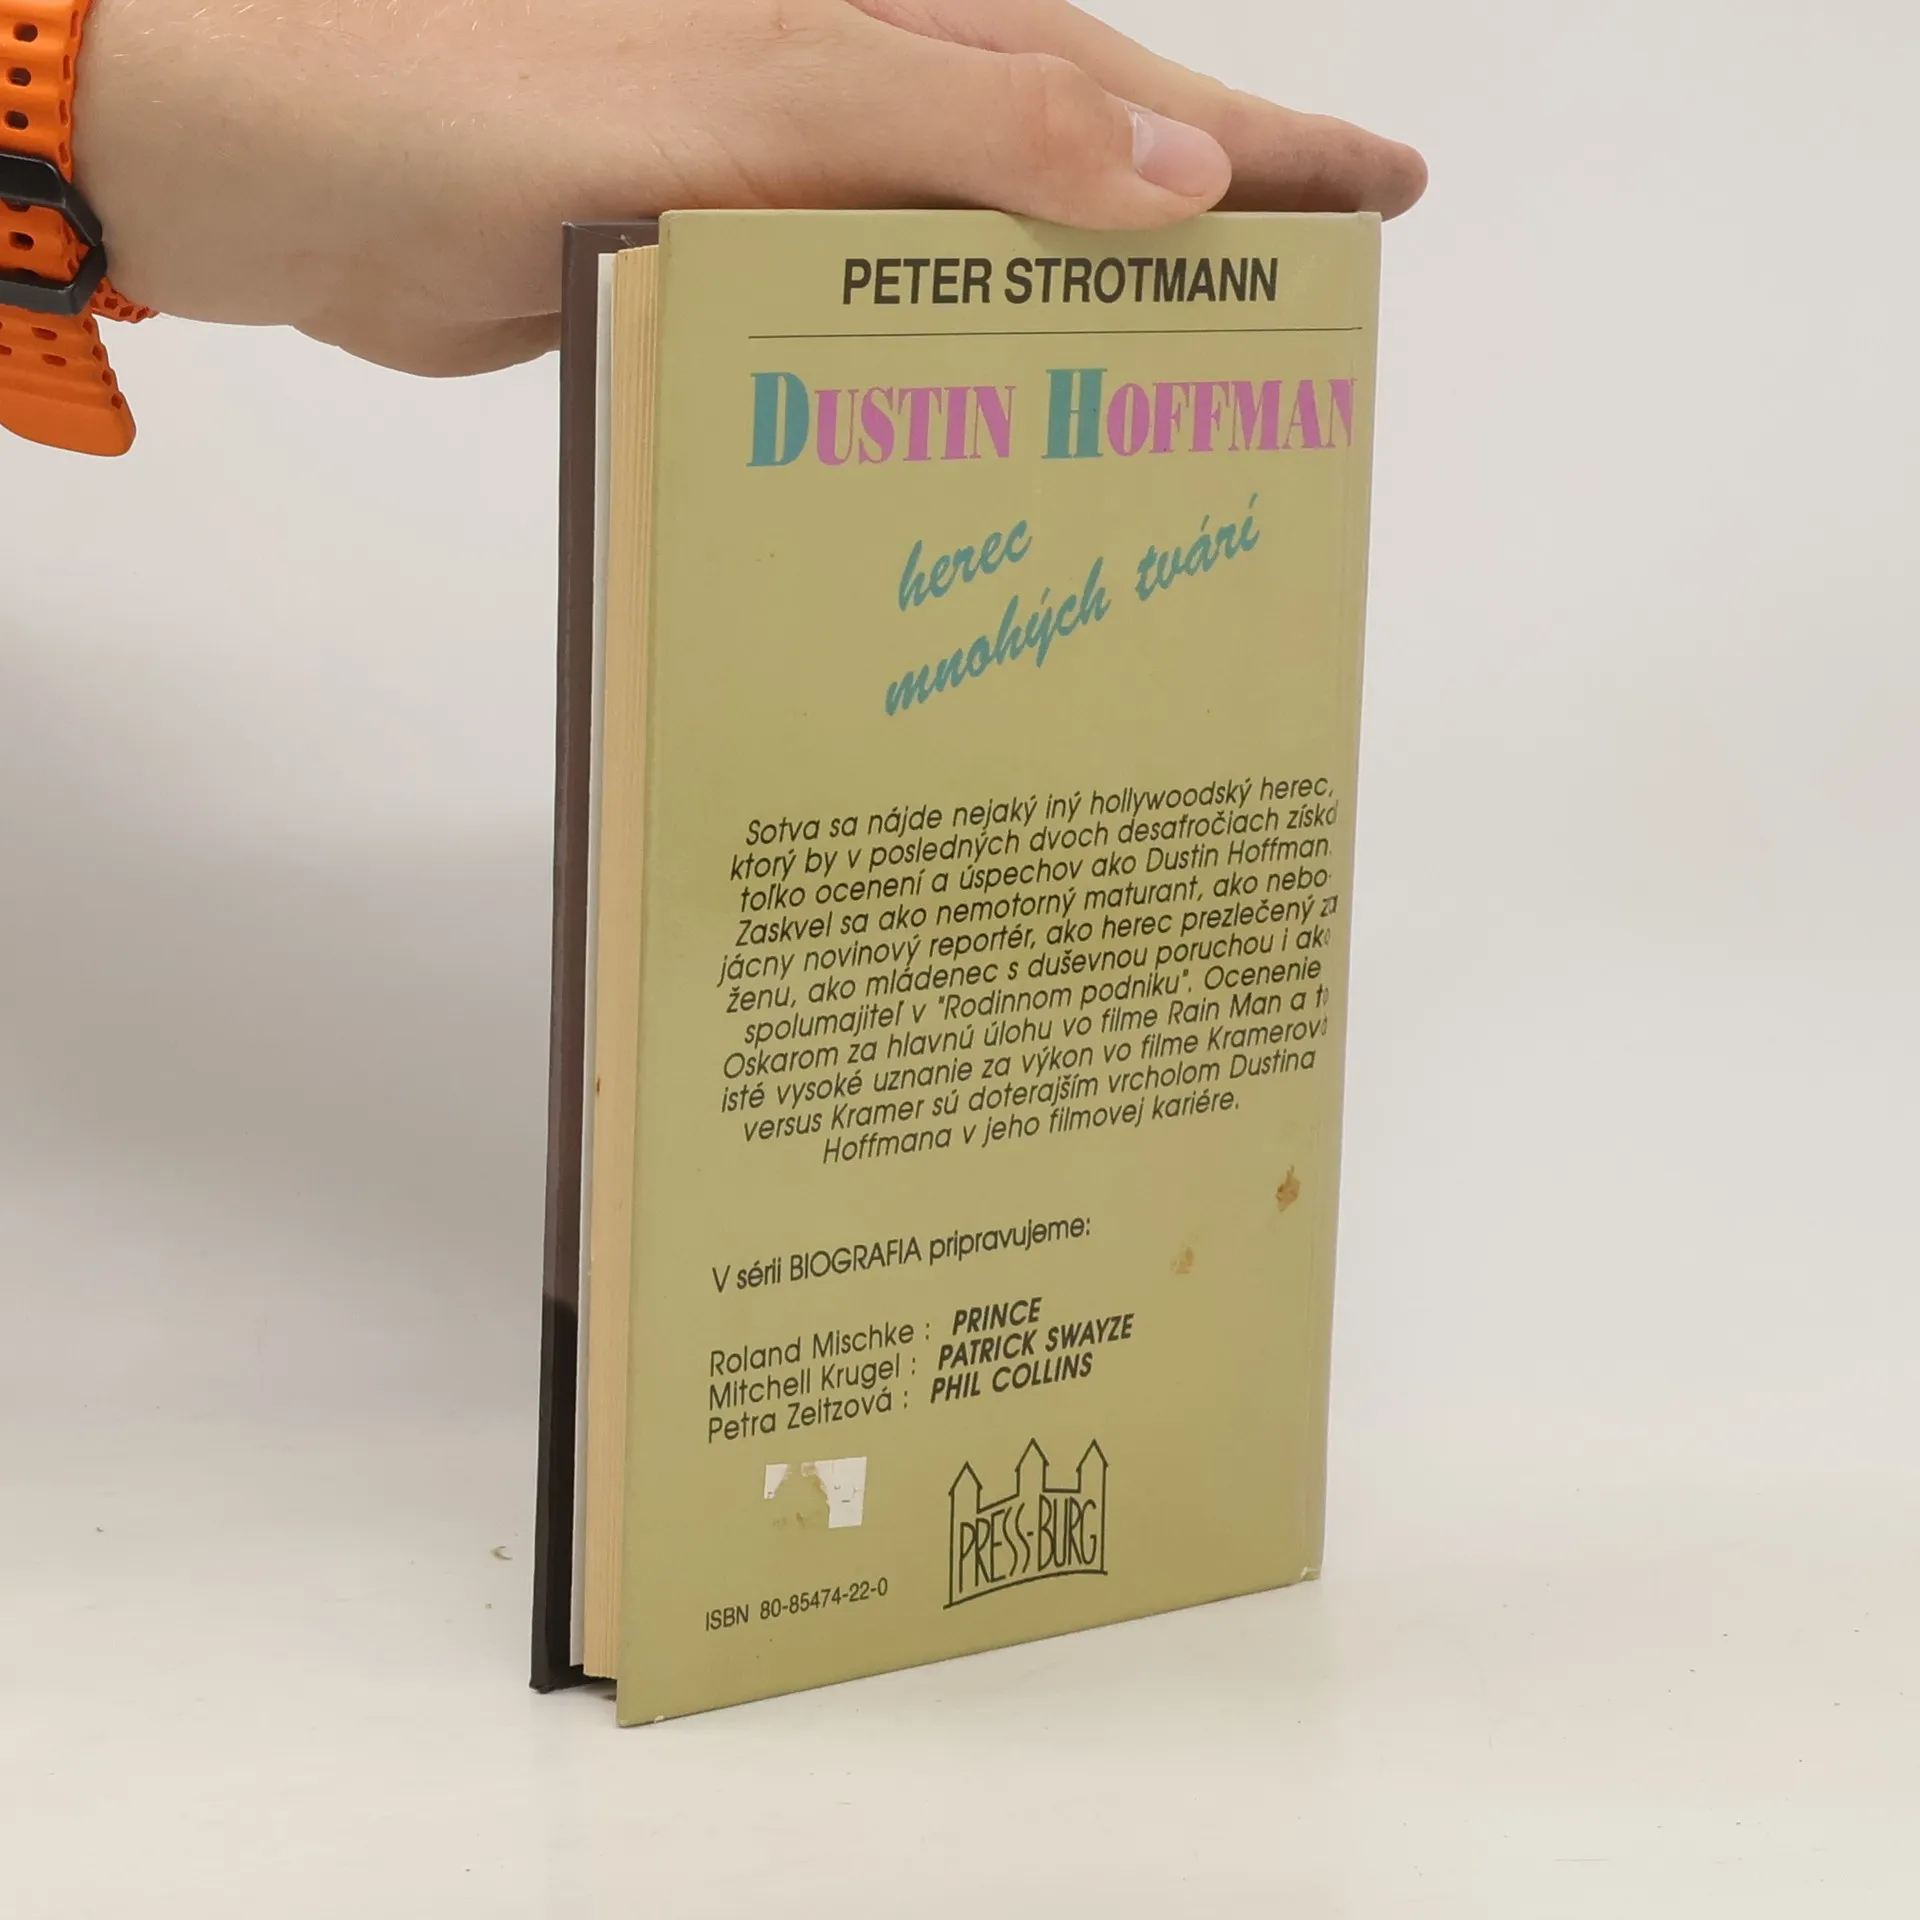 PETER STROTMANN
DUSTIN HOFFMAN
herec
mnohých tvárí
Sotva sa nájde nejaký iný hollywoodský herec,
ktorý by v posledných dvoch desaťročiach získal
toľko ocenení a úspechov ako Dustin Hoffman.
Zaskvel sa ako nemotorný maturant, ako nebo-
jácny novinový reportér, ako herec prezlečený za
ženu, ako mládenec s duševnou poruchou i ako
spolumajiteľ v "Rodinnom podniku". Ocenenie
Oskarom za hlavnú úlohu vo filme Rain Man a to
isté vysoké uznanie za výkon vo filme Kramerová
versus Kramer sú doterajším vrcholom Dustina
Hoffmana v jeho filmovej kariére.
V sérii BIOGRAFIA pripravujeme:
Roland Mischke : PRINCE
Mitchell Krugel : PATRICK SWAYZE
Petra Zeitzová : PHIL COLLINS
PRESS-BURG
ISBN 80-85474-22-0